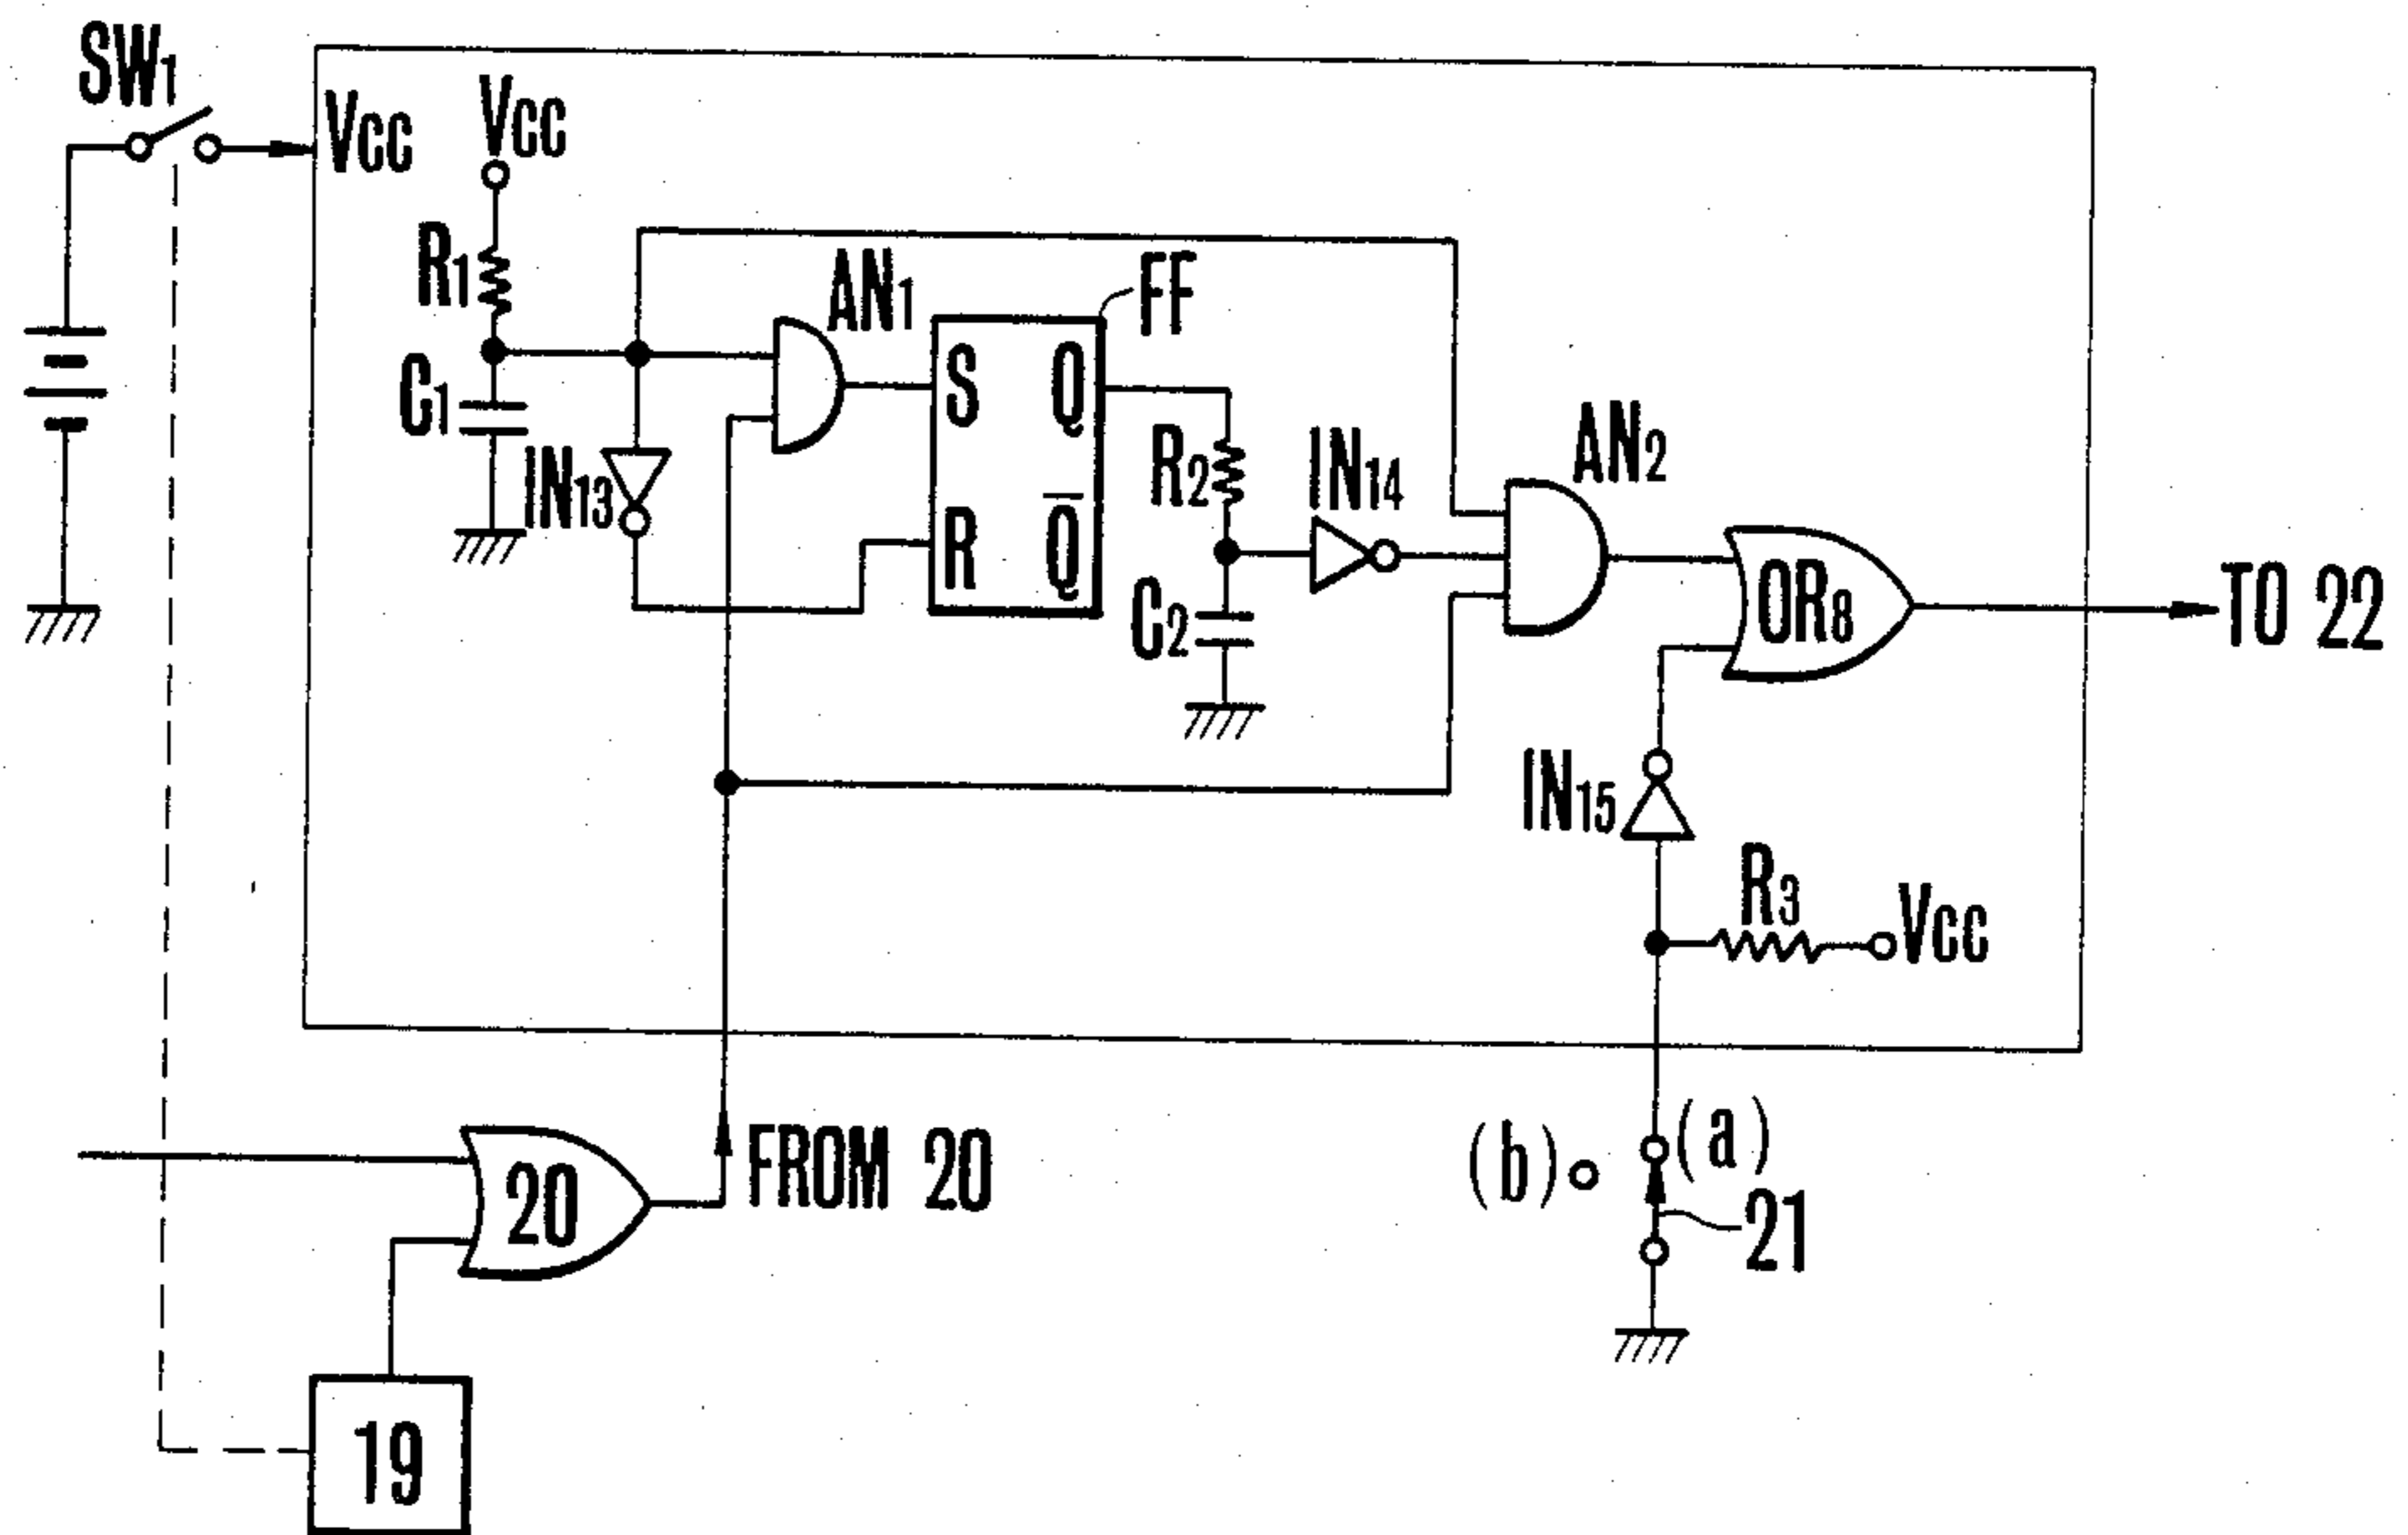 SW1
VCC
VCC
R1
AN1
FF
C1
S
Q
IN13
R
Q̅
R2
IN14
AN2
C2
OR8
TO 22
IN15
R3
VCC
FROM 20
20
(b)
(a)
21
19